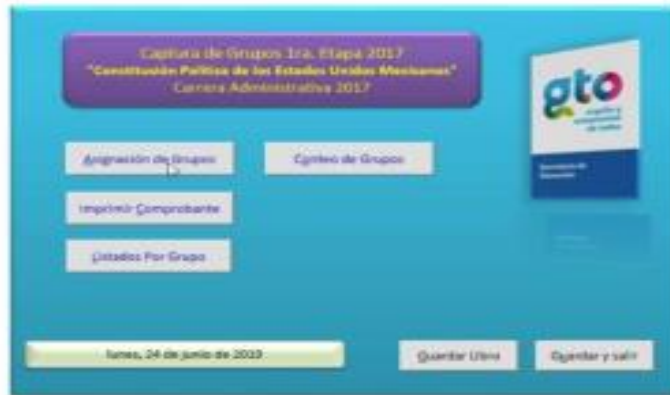 Captura de Grupos 1ra. Etapa 2017
"Constitución Política de los Estados Unidos Mexicanos"
Carrera Administrativa 2017
gto
Asignación de Grupos
Conteo de Grupos
Imprimir Comprobante
Listados Por Grupo
lunes, 24 de junio de 2019
Guardar Libro
Guardar y salir